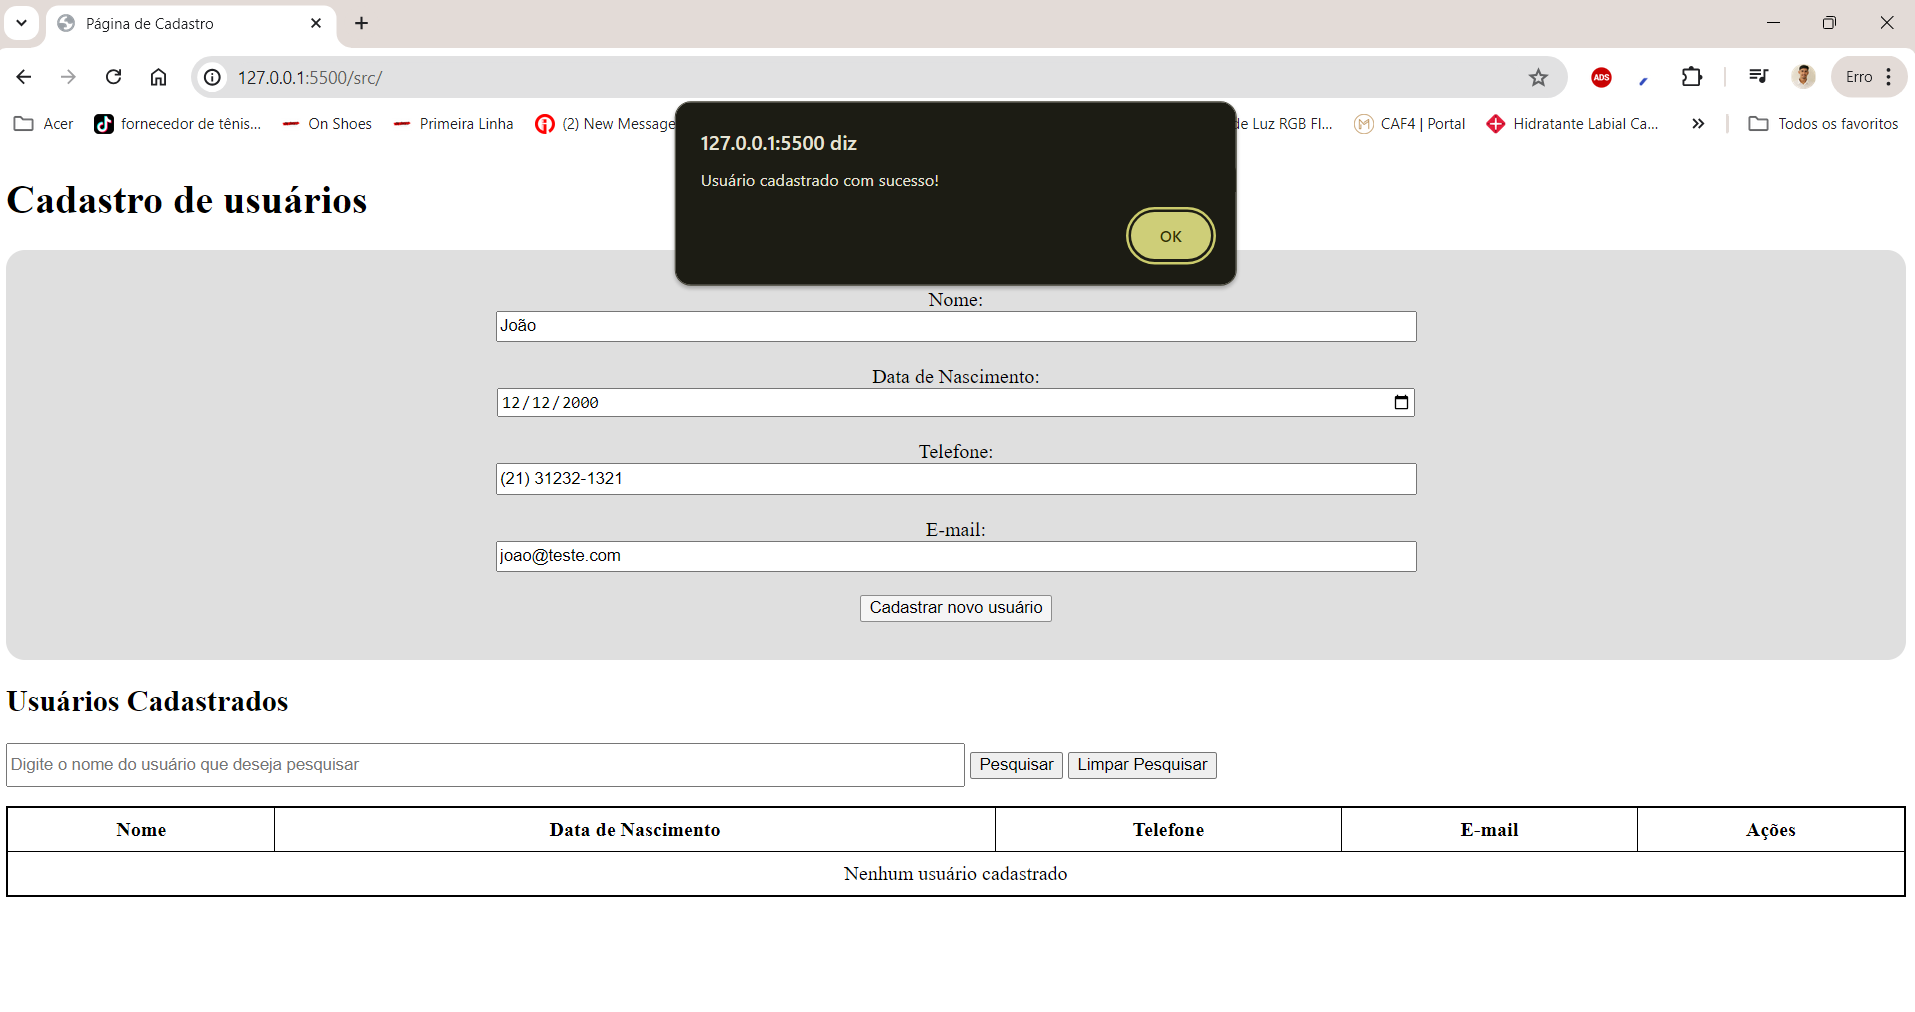 Página de Cadastro
127.0.0.1:5500/src/
ADS
Erro
Acer
fornecedor de tênis...
On Shoes
Primeira Linha
(2) New Message
de Luz RGB Fl...
CAF4 | Portal
Hidratante Labial Ca...
Todos os favoritos
127.0.0.1:5500 diz
Usuário cadastrado com sucesso!
OK
Cadastro de usuários
Nome:
João
Data de Nascimento:
12/12/2000
Telefone:
(21) 31232-1321
E-mail:
joao@teste.com
Cadastrar novo usuário
Usuários Cadastrados
Digite o nome do usuário que deseja pesquisar
Pesquisar
Limpar Pesquisar
Nome Data de Nascimento Telefone E-mail Ações
Nenhum usuário cadastrado